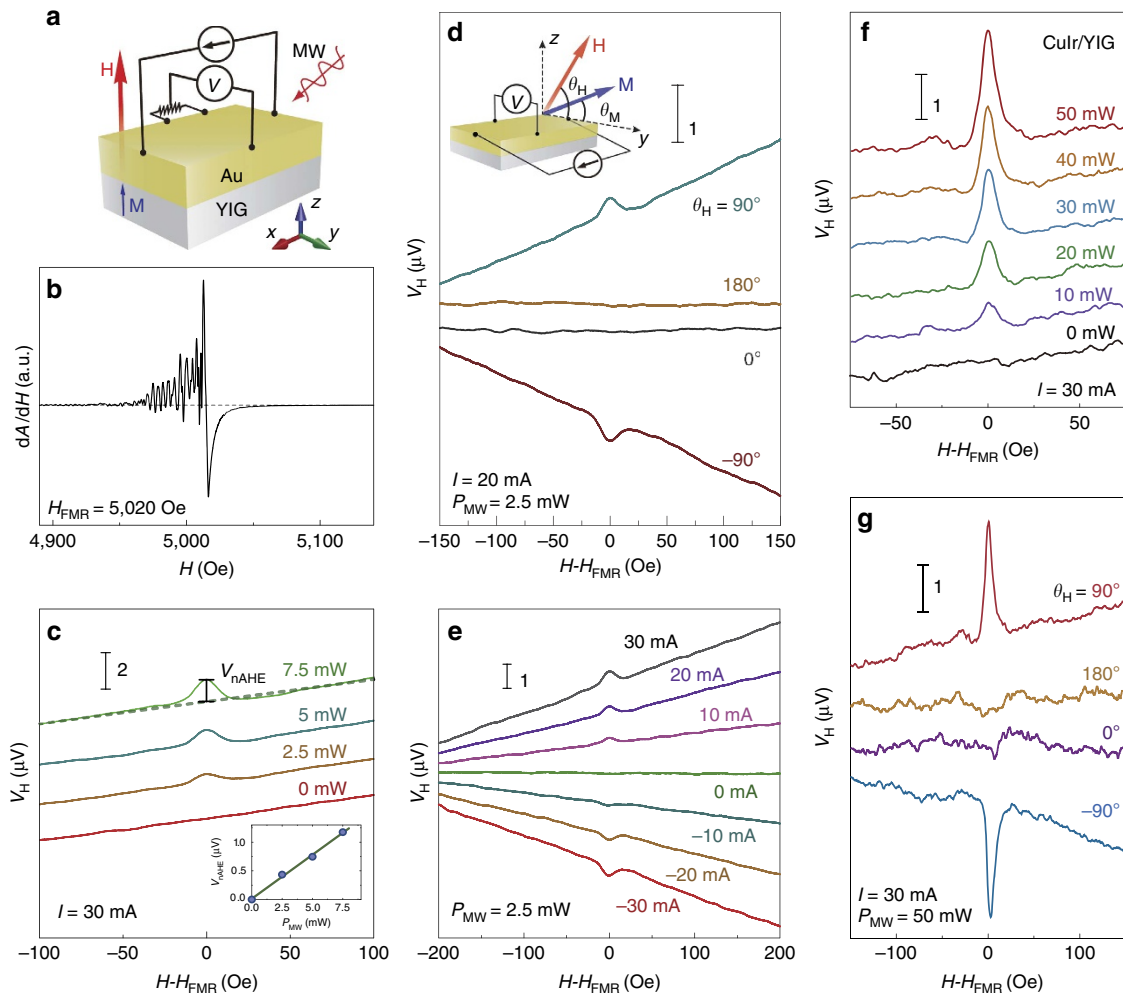 a
H
MW
V
Au
M
YIG
z
x
y
b
dA/dH (a.u.)
H_FMR = 5,020 Oe
4,900
5,000
5,100
H (Oe)
c
2
V_nAHE
7.5 mW
5 mW
2.5 mW
0 mW
V_H (μV)
V_nAHE (μV)
1.0
0.5
0.0
0.0
2.5
5.0
7.5
P_MW (mW)
I = 30 mA
−100
−50
0
50
100
H-H_FMR (Oe)
d
z
H
θ_H
M
θ_M
y
V
1
θ_H = 90°
180°
0°
−90°
V_H (μV)
I = 20 mA
P_MW = 2.5 mW
−150
−100
−50
0
50
100
150
H-H_FMR (Oe)
e
1
30 mA
20 mA
10 mA
0 mA
−10 mA
−20 mA
−30 mA
V_H (μV)
P_MW = 2.5 mW
−200
−100
0
100
200
H-H_FMR (Oe)
f
CuIr/YIG
1
50 mW
40 mW
30 mW
20 mW
10 mW
0 mW
V_H (μV)
I = 30 mA
−50
0
50
H-H_FMR (Oe)
g
1
θ_H = 90°
180°
0°
−90°
V_H (μV)
I = 30 mA
P_MW = 50 mW
−100
0
100
H-H_FMR (Oe)